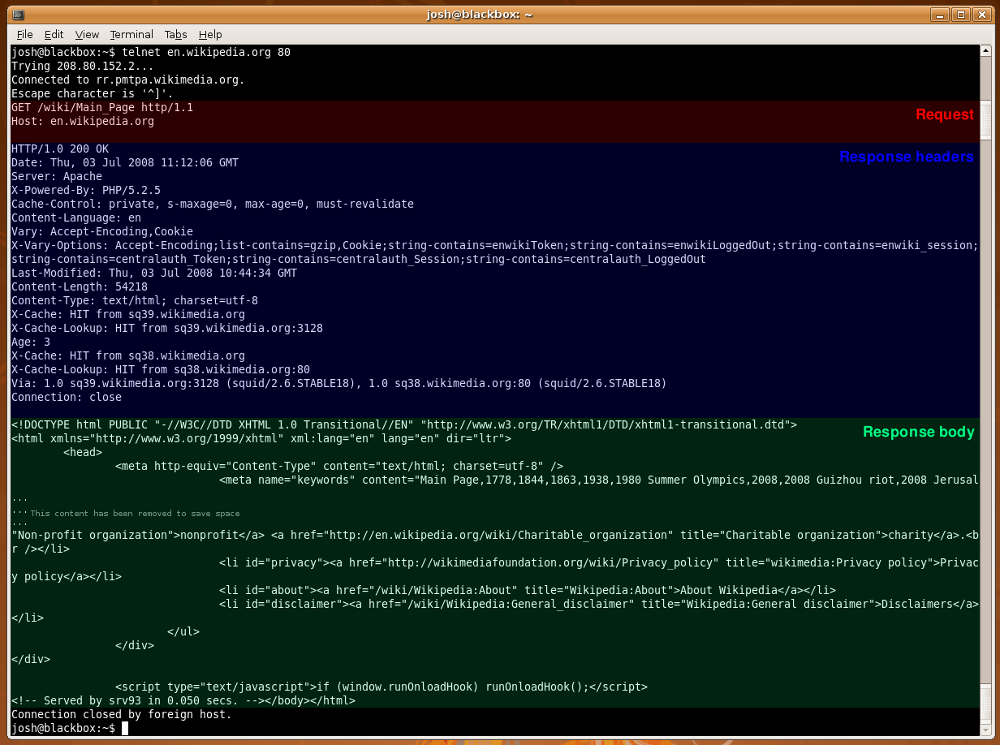 josh@blackbox: ~
File Edit View Terminal Tabs Help
josh@blackbox:~$ telnet en.wikipedia.org 80
Trying 208.80.152.2...
Connected to rr.pmtpa.wikimedia.org.
Escape character is '^]'.
GET /wiki/Main_Page http/1.1
Request
Host: en.wikipedia.org
HTTP/1.0 200 OK
Response headers
Date: Thu, 03 Jul 2008 11:12:06 GMT
Server: Apache
X-Powered-By: PHP/5.2.5
Cache-Control: private, s-maxage=0, max-age=0, must-revalidate
Content-Language: en
Vary: Accept-Encoding,Cookie
X-Vary-Options: Accept-Encoding;list-contains=gzip,Cookie;string-contains=enwikiToken;string-contains=enwikiLoggedOut;string-contains=enwiki_session;
string-contains=centralauth_Token;string-contains=centralauth_Session;string-contains=centralauth_LoggedOut
Last-Modified: Thu, 03 Jul 2008 10:44:34 GMT
Content-Length: 54218
Content-Type: text/html; charset=utf-8
X-Cache: HIT from sq39.wikimedia.org
X-Cache-Lookup: HIT from sq39.wikimedia.org:3128
Age: 3
X-Cache: HIT from sq38.wikimedia.org
X-Cache-Lookup: HIT from sq38.wikimedia.org:80
Via: 1.0 sq39.wikimedia.org:3128 (squid/2.6.STABLE18), 1.0 sq38.wikimedia.org:80 (squid/2.6.STABLE18)
Connection: close
<!DOCTYPE html PUBLIC "-//W3C//DTD XHTML 1.0 Transitional//EN" "http://www.w3.org/TR/xhtml1/DTD/xhtml1-transitional.dtd">
Response body
<html xmlns="http://www.w3.org/1999/xhtml" xml:lang="en" lang="en" dir="ltr">
<head>
<meta http-equiv="Content-Type" content="text/html; charset=utf-8" />
<meta name="keywords" content="Main Page,1778,1844,1863,1938,1980 Summer Olympics,2008,2008 Guizhou riot,2008 Jerusal
...
... This content has been removed to save space
...
"Non-profit organization">nonprofit</a> <a href="http://en.wikipedia.org/wiki/Charitable_organization" title="Charitable organization">charity</a>.<b
r /></li>
<li id="privacy"><a href="http://wikimediafoundation.org/wiki/Privacy_policy" title="wikimedia:Privacy policy">Privac
y policy</a></li>
<li id="about"><a href="/wiki/Wikipedia:About" title="Wikipedia:About">About Wikipedia</a></li>
<li id="disclaimer"><a href="/wiki/Wikipedia:General_disclaimer" title="Wikipedia:General disclaimer">Disclaimers</a>
</li>
</ul>
</div>
</div>
<script type="text/javascript">if (window.runOnloadHook) runOnloadHook();</script>
<!-- Served by srv93 in 0.050 secs. --></body></html>
Connection closed by foreign host.
josh@blackbox:~$